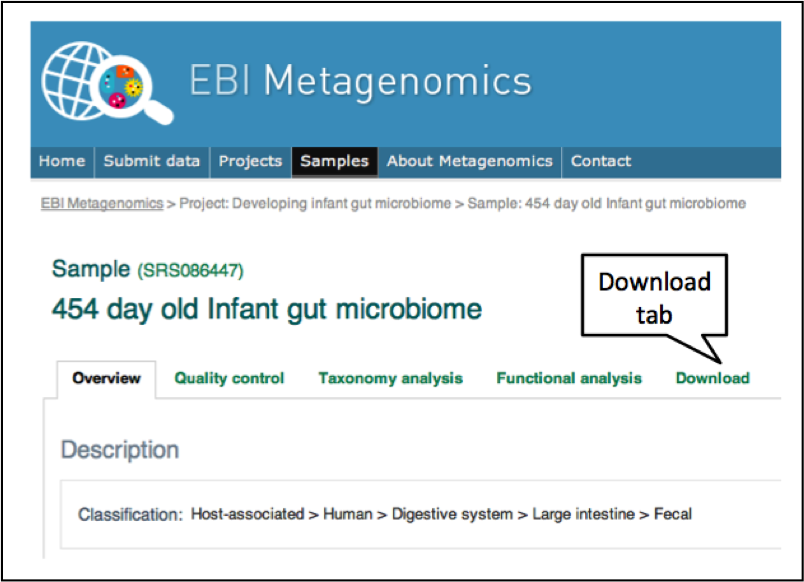 EBI Metagenomics
Home Submit data Projects Samples About Metagenomics Contact
EBI Metagenomics > Project: Developing infant gut microbiome > Sample: 454 day old Infant gut microbiome
Sample (SRS086447)
454 day old Infant gut microbiome
Download
tab
Overview Quality control Taxonomy analysis Functional analysis Download
Description
Classification: Host-associated > Human > Digestive system > Large intestine > Fecal